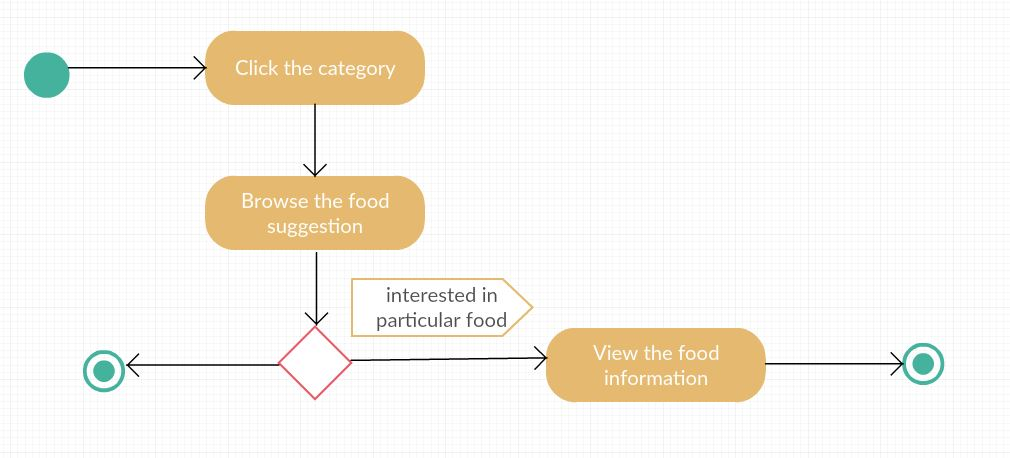 Click the category
Browse the food
suggestion
interested in
particular food
View the food
information